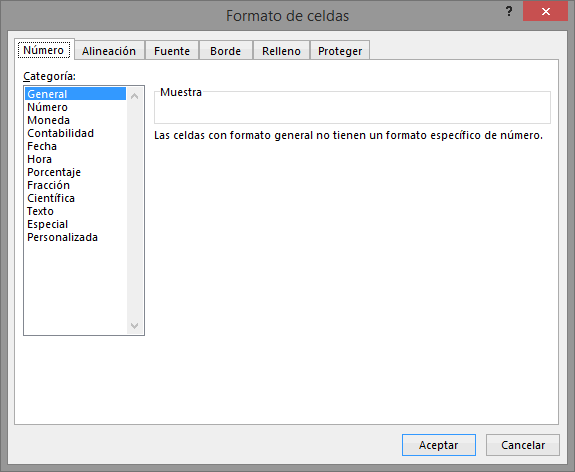 Formato de celdas
?
Número Alineación Fuente Borde Relleno Proteger
Categoría:
General
Número
Moneda
Contabilidad
Fecha
Hora
Porcentaje
Fracción
Científica
Texto
Especial
Personalizada
Muestra
Las celdas con formato general no tienen un formato específico de número.
Aceptar Cancelar